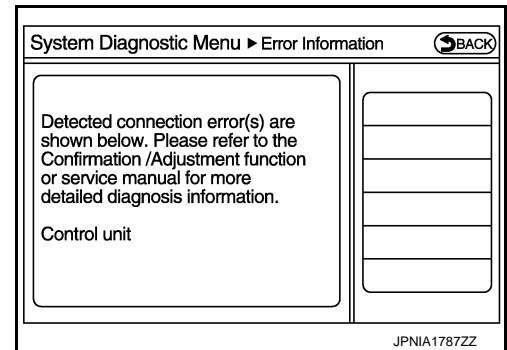 System Diagnostic Menu ▶ Error Information
BACK
Detected connection error(s) are
shown below. Please refer to the
Confirmation /Adjustment function
or service manual for more
detailed diagnosis information.
Control unit
JPNIA1787ZZ